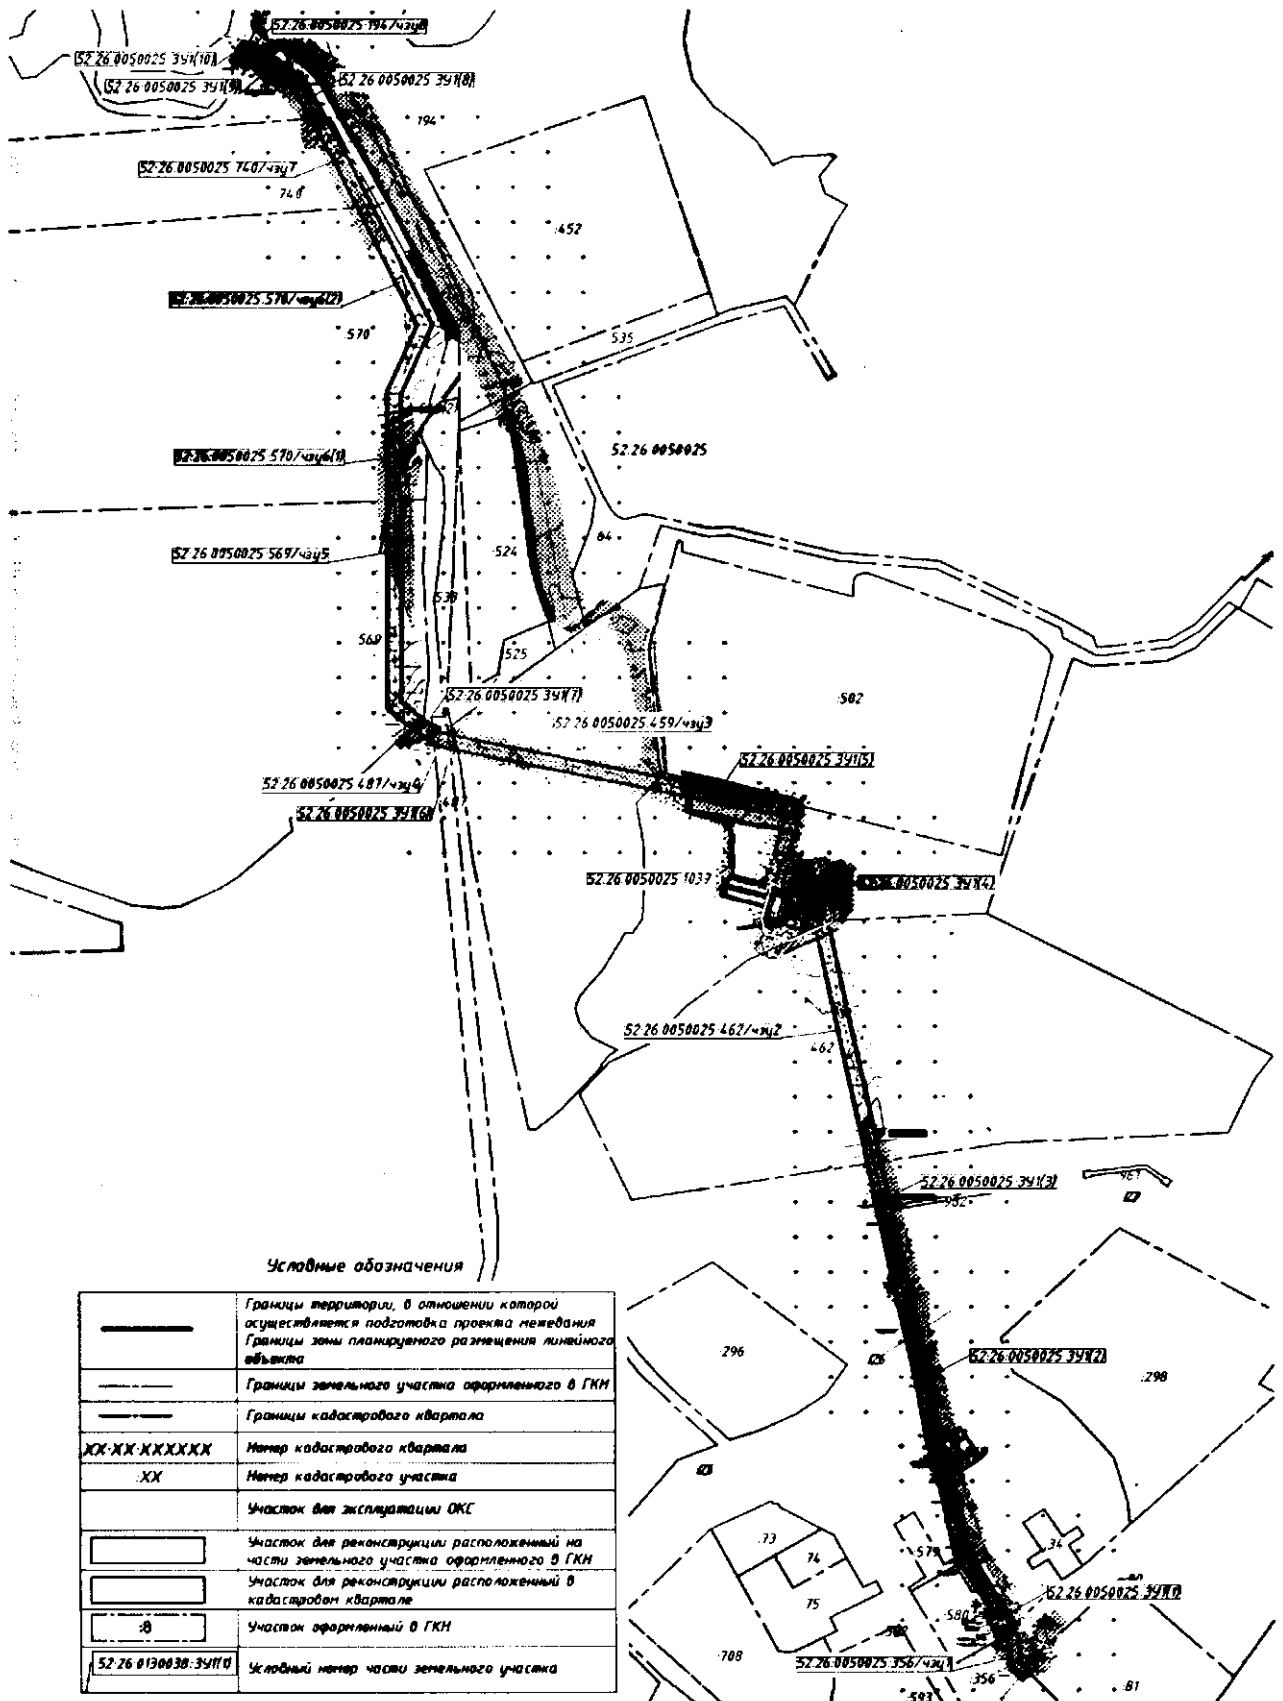 52:26:0050025:194/чзу8
52:26:0050025:ЗУ1(10)
52:26:0050025:ЗУ1(9)
52:26:0050025:ЗУ1(8)
:194
52:26:0050025:740/чзу7
:740
:452
52:26:0050025:570/чзу6(2)
:570
:535
52:26:0050025
52:26:0050025:570/чзу6(1)
:84
:524
52:26:0050025:569/чзу5
:538
:569
:525
52:26:0050025:ЗУ1(7)
:502
52:26:0050025:459/чзу3
52:26:0050025:ЗУ1(5)
52:26:0050025:487/чзу4
52:26:0050025:ЗУ1(6)
52:26:0050025:1039
:0050025:ЗУ1(4)
52:26:0050025:462/чзу2
:462
52:26:0050025:ЗУ1(3)
:982
:967
Условные обозначения
Границы территории, в отношении которой
осуществляется подготовка проекта межевания
Границы зоны планируемого размещения линейного
объекта
Границы земельного участка оформленного в ГКН
Границы кадастрового квартала
ХХ:ХХ:ХХХХХХ Номер кадастрового квартала
:ХХ Номер кадастрового участка
Участок для эксплуатации ОКС
Участок для реконструкции расположенный на
части земельного участка оформленного в ГКН
Участок для реконструкции расположенный в
кадастровом квартале
:8 Участок оформленный в ГКН
52:26:0130038:ЗУ1(1) Условный номер части земельного участка
:296
52:26:0050025:ЗУ1(2)
:298
:73
:74
:75
:579
:34
52:26:0050025:ЗУ1(1)
:580
:708
52:26:0050025:356/чзу1
:356
:593
:81